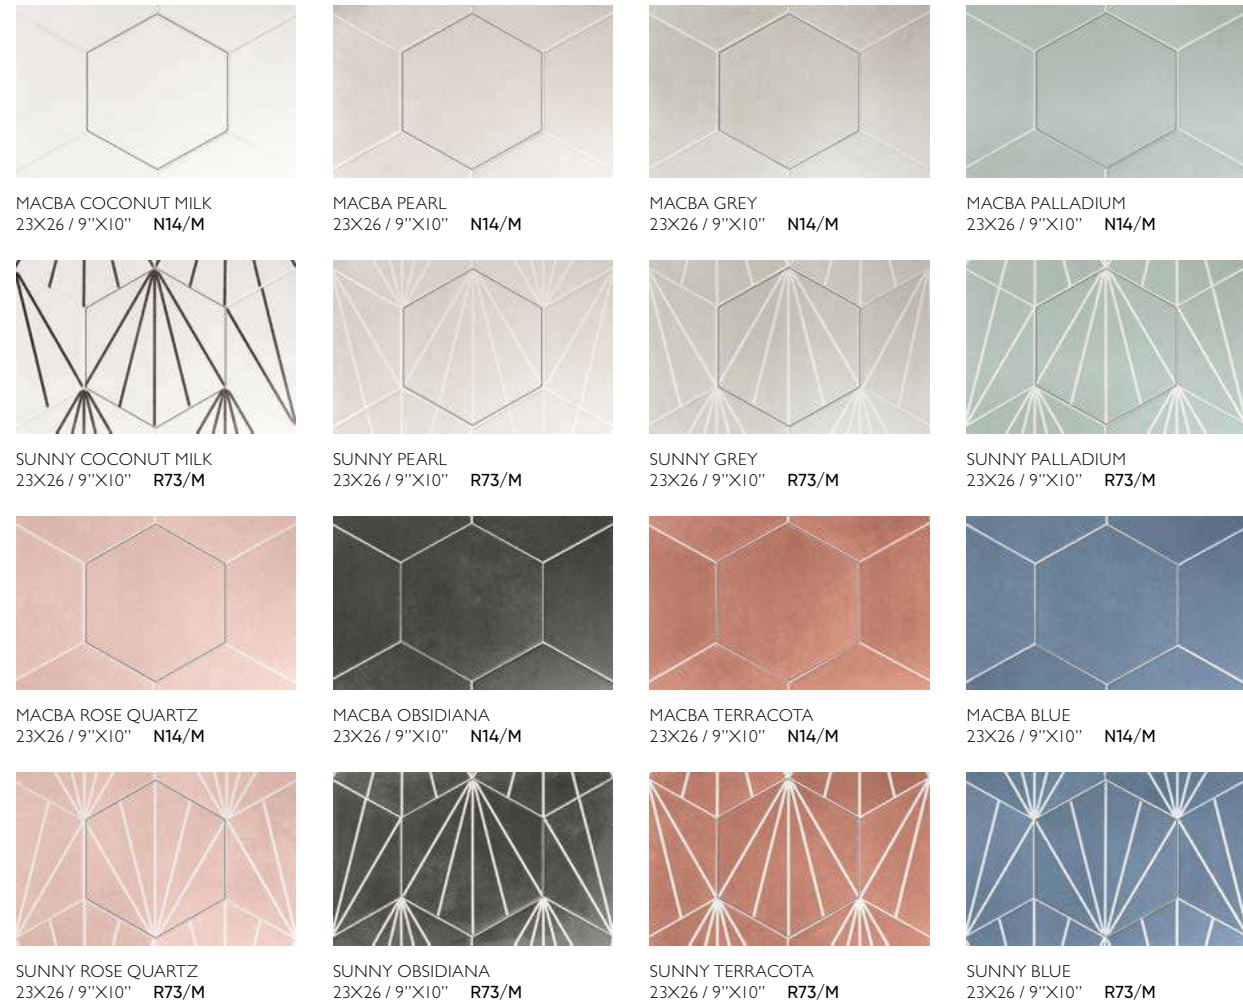 MACBA COCONUT MILK
23X26 / 9”X10” N14/M
MACBA PEARL
23X26 / 9”X10” N14/M
MACBA GREY
23X26 / 9”X10” N14/M
MACBA PALLADIUM
23X26 / 9”X10” N14/M
SUNNY COCONUT MILK
23X26 / 9”X10” R73/M
SUNNY PEARL
23X26 / 9”X10” R73/M
SUNNY GREY
23X26 / 9”X10” R73/M
SUNNY PALLADIUM
23X26 / 9”X10” R73/M
MACBA ROSE QUARTZ
23X26 / 9”X10” N14/M
MACBA OBSIDIANA
23X26 / 9”X10” N14/M
MACBA TERRACOTA
23X26 / 9”X10” N14/M
MACBA BLUE
23X26 / 9”X10” N14/M
SUNNY ROSE QUARTZ
23X26 / 9”X10” R73/M
SUNNY OBSIDIANA
23X26 / 9”X10” R73/M
SUNNY TERRACOTA
23X26 / 9”X10” R73/M
SUNNY BLUE
23X26 / 9”X10” R73/M